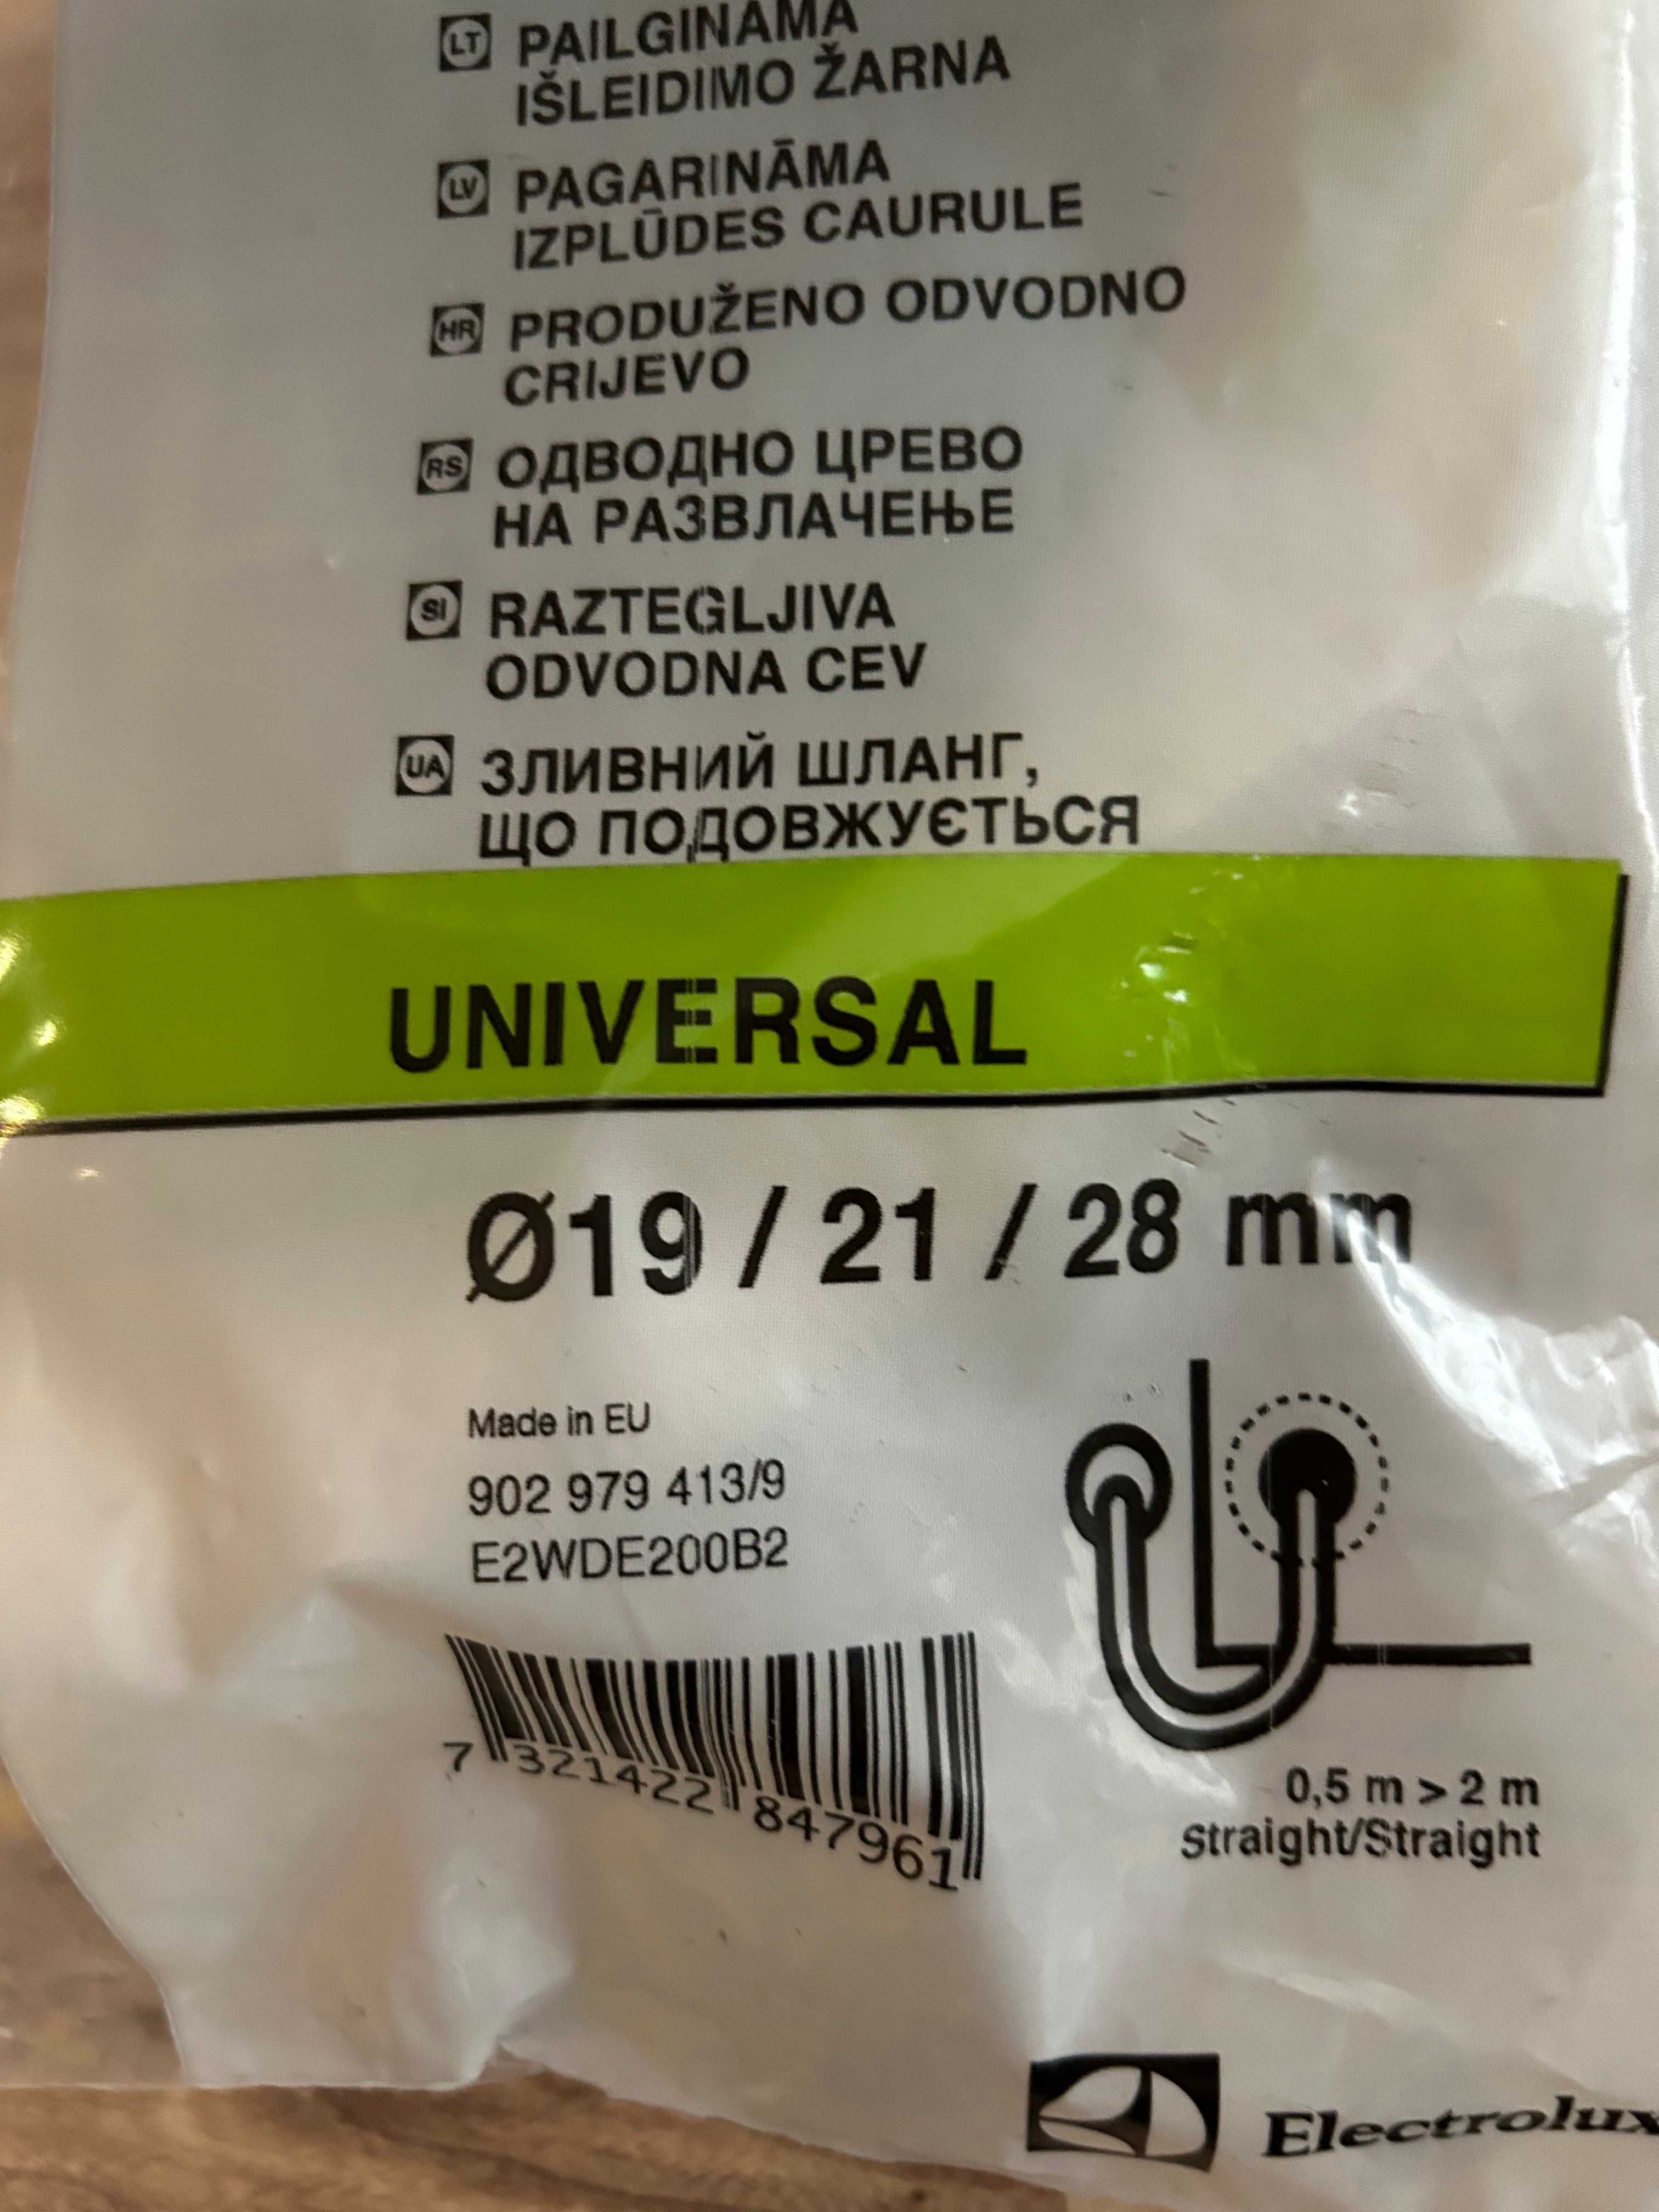 LT PAILGINAMA
IŠLEIDIMO ŽARNA
LV PAGARINĀMA
IZPLŪDES CAURULE
HR PRODUŽENO ODVODNO
CRIJEVO
RS ОДВОДНО ЦРЕВО
НА РАЗВЛАЧЕЊЕ
SI RAZTEGLJIVA
ODVODNA CEV
UA ЗЛИВНИЙ ШЛАНГ,
ЩО ПОДОВЖУЄТЬСЯ
UNIVERSAL
Ø19 / 21 / 28 mm
Made in EU
902 979 413/9
E2WDE200B2
7 321422 847961
0,5 m > 2 m
Straight/Straight
Electrolux